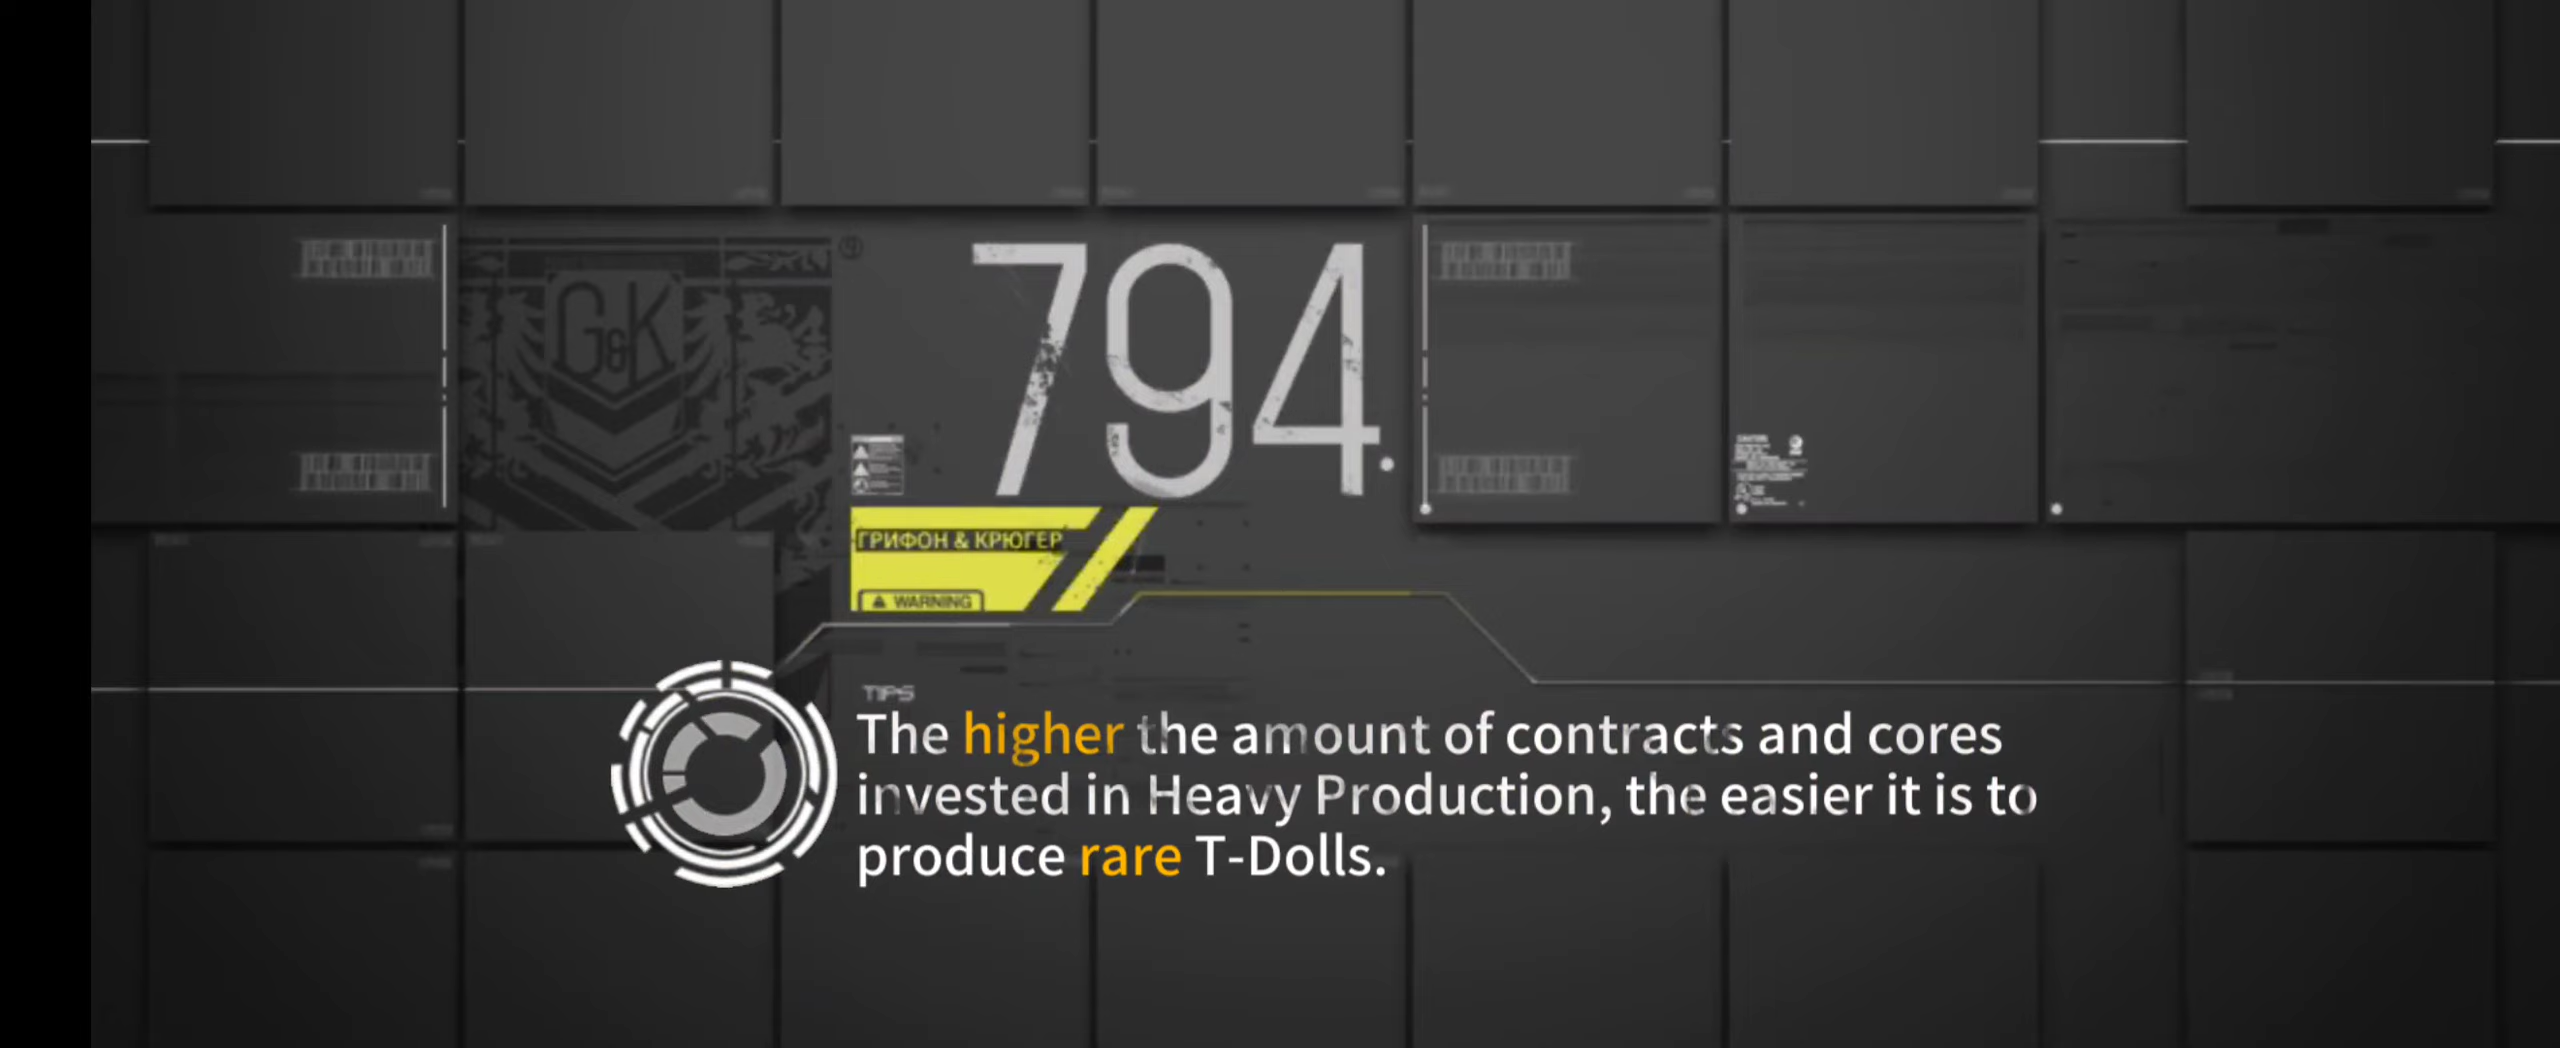 G&K
794.
ГРИФОН & КРЮГЕР
WARNING
TIPS
The higher the amount of contracts and cores
invested in Heavy Production, the easier it is to
produce rare T-Dolls.